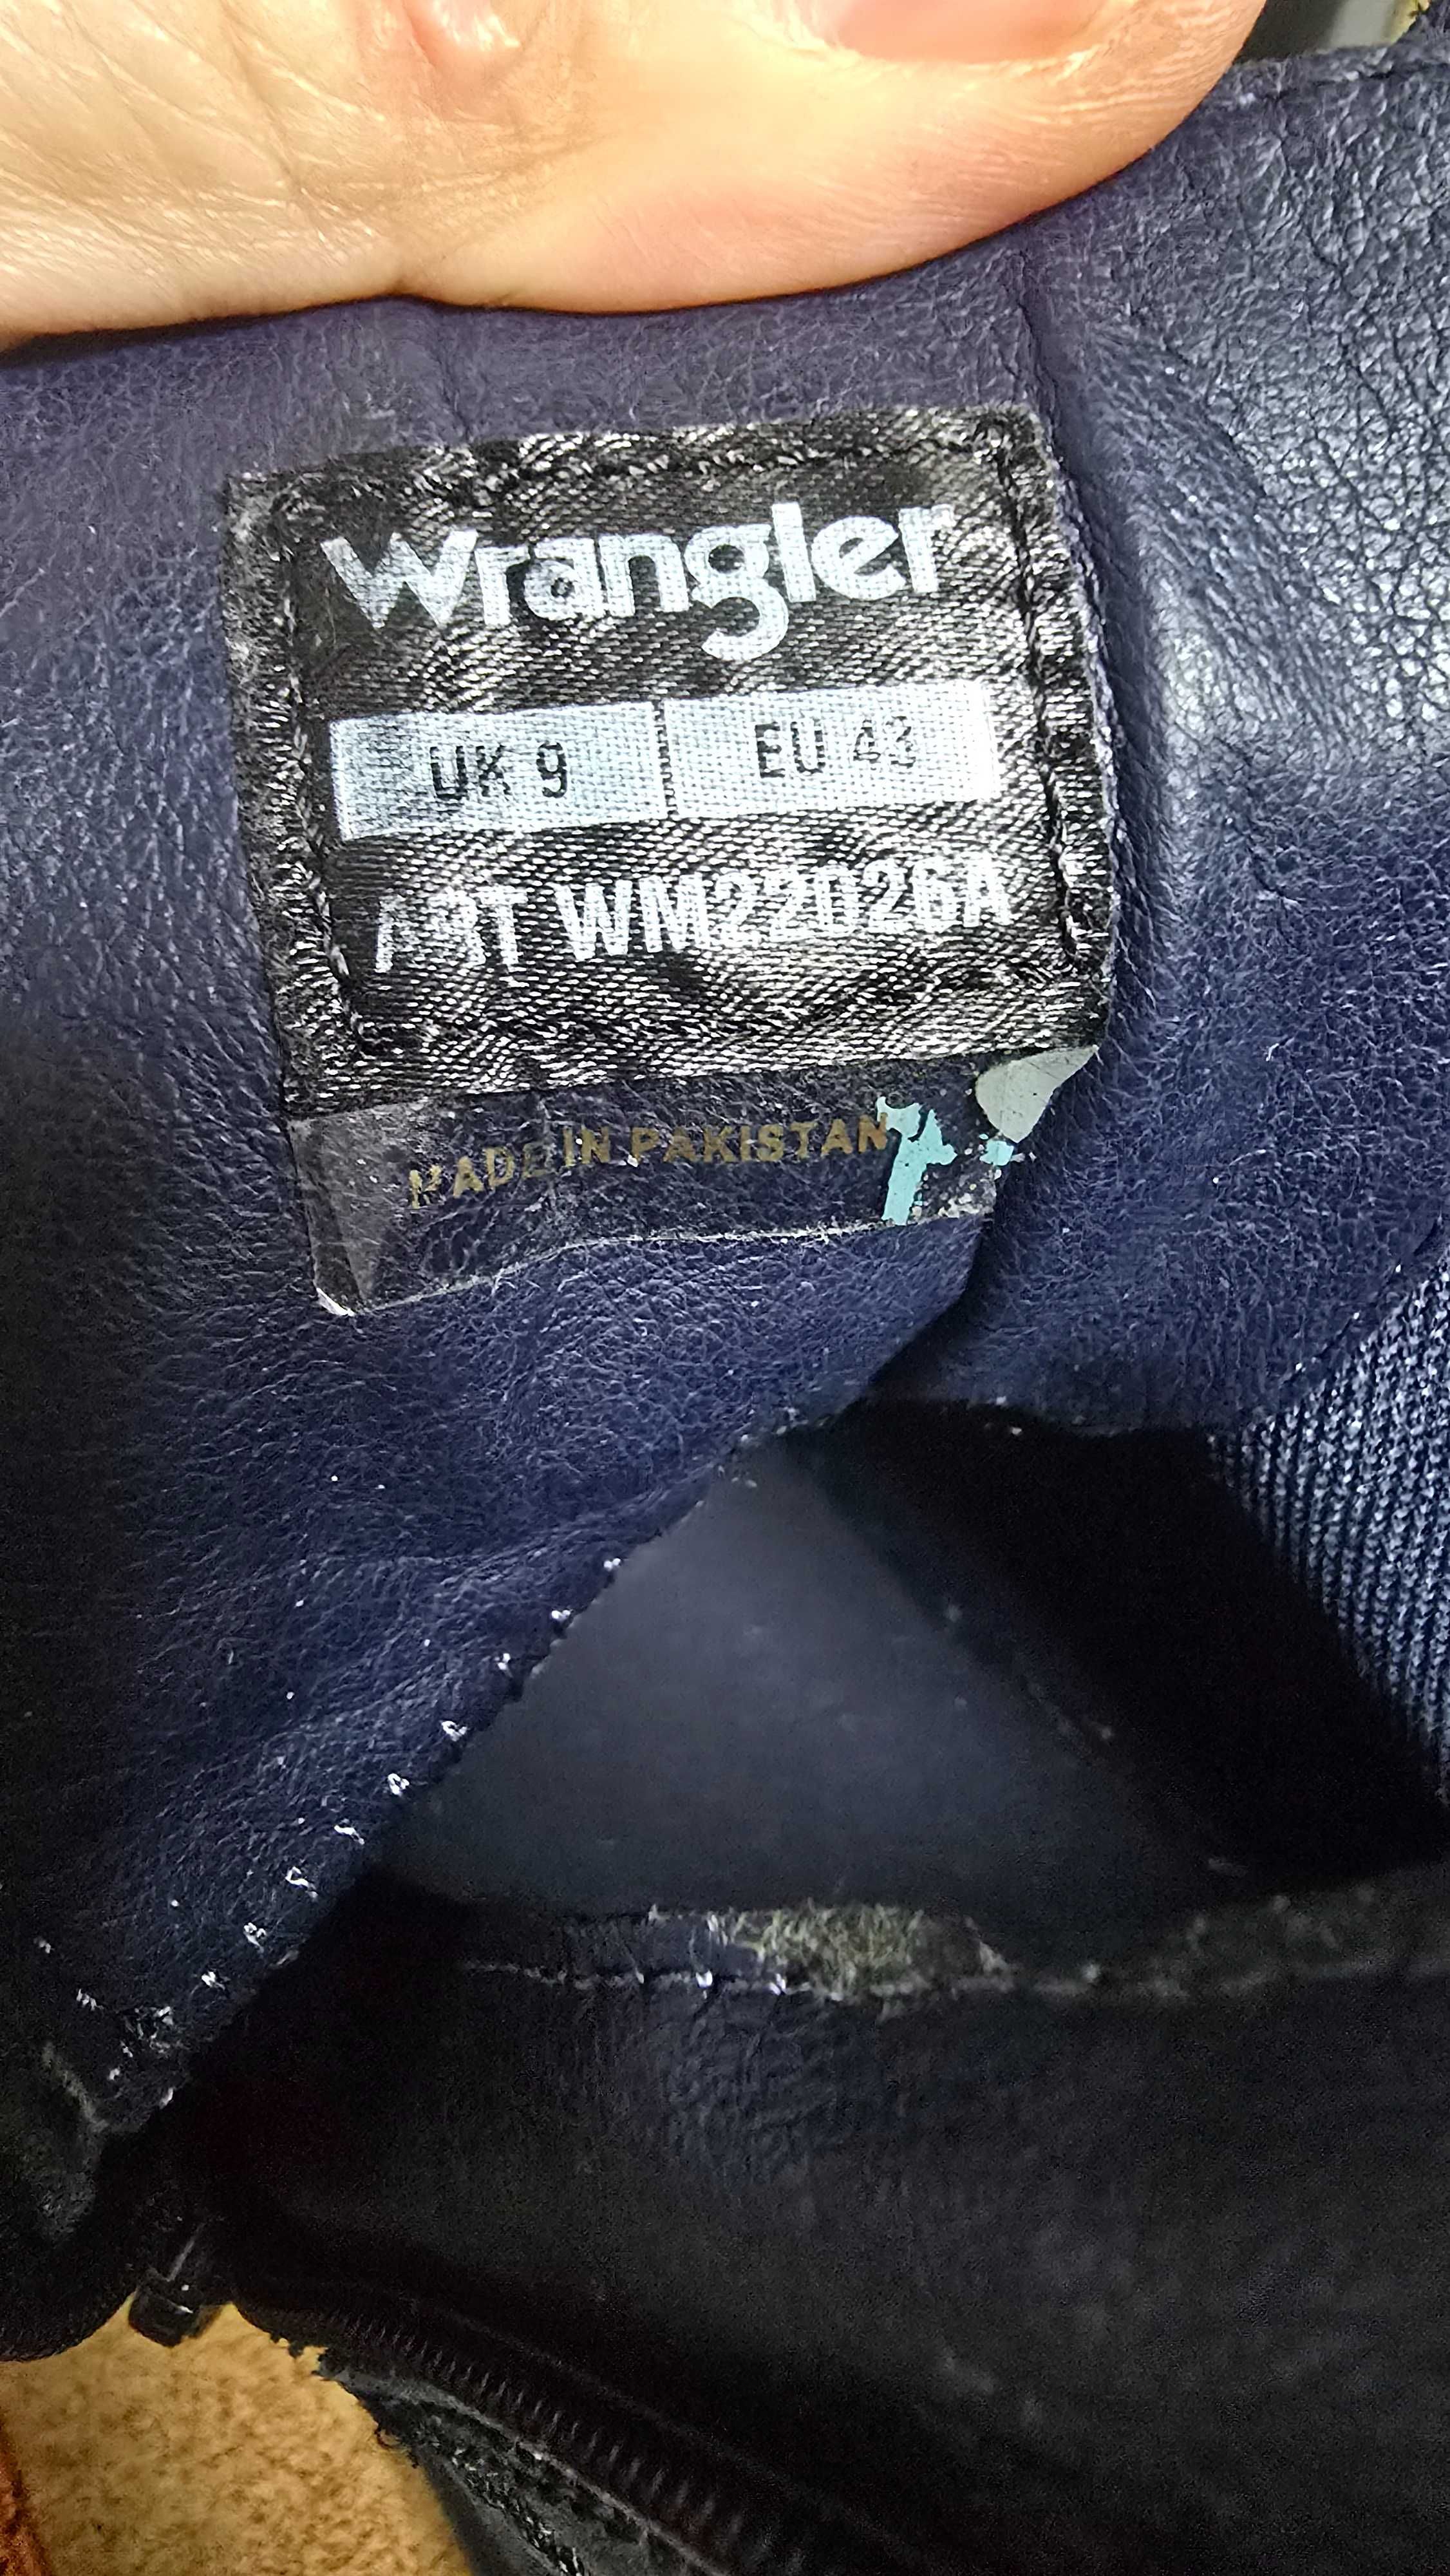 Wrangler
UK 9 EU 43
ART WM22026A
MADE IN PAKISTAN